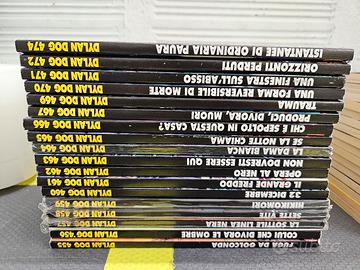 DYLAN DOG 474 ISTANTANEE DI ORDINARIA PAURA
DYLAN DOG 472 ORIZZONTI PERDUTI
DYLAN DOG 471 UNA FINESTRA SULL'ABISSO
DYLAN DOG 470 UNA FORMA REVERSIBILE DI MORTE
DYLAN DOG 469 TRAUMA
DYLAN DOG 467 PRODUCI, DIVORA, MUORI
DYLAN DOG 466 CHI È SEPOLTO IN QUESTA CASA?
DYLAN DOG 465 SE NOTTE CHIAMA
DYLAN DOG 464 LA DAMA BIANCA
DYLAN DOG 463 NON DOVRESTI ESSERE QUI
DYLAN DOG 462 OPERA AL NERO
DYLAN DOG 461 IL GRANDE FREDDO
DYLAN DOG 460 32 DICEMBRE
DYLAN DOG 459 HIKIKOMORI
DYLAN DOG 458 SETTE VITE
DYLAN DOG 457 LA SOTTILE LINEA NERA
DYLAN DOG 456 COLUI CHE DIVORA LE OMBRE
DYLAN DOG 455 FUGA DA GOLCONDA